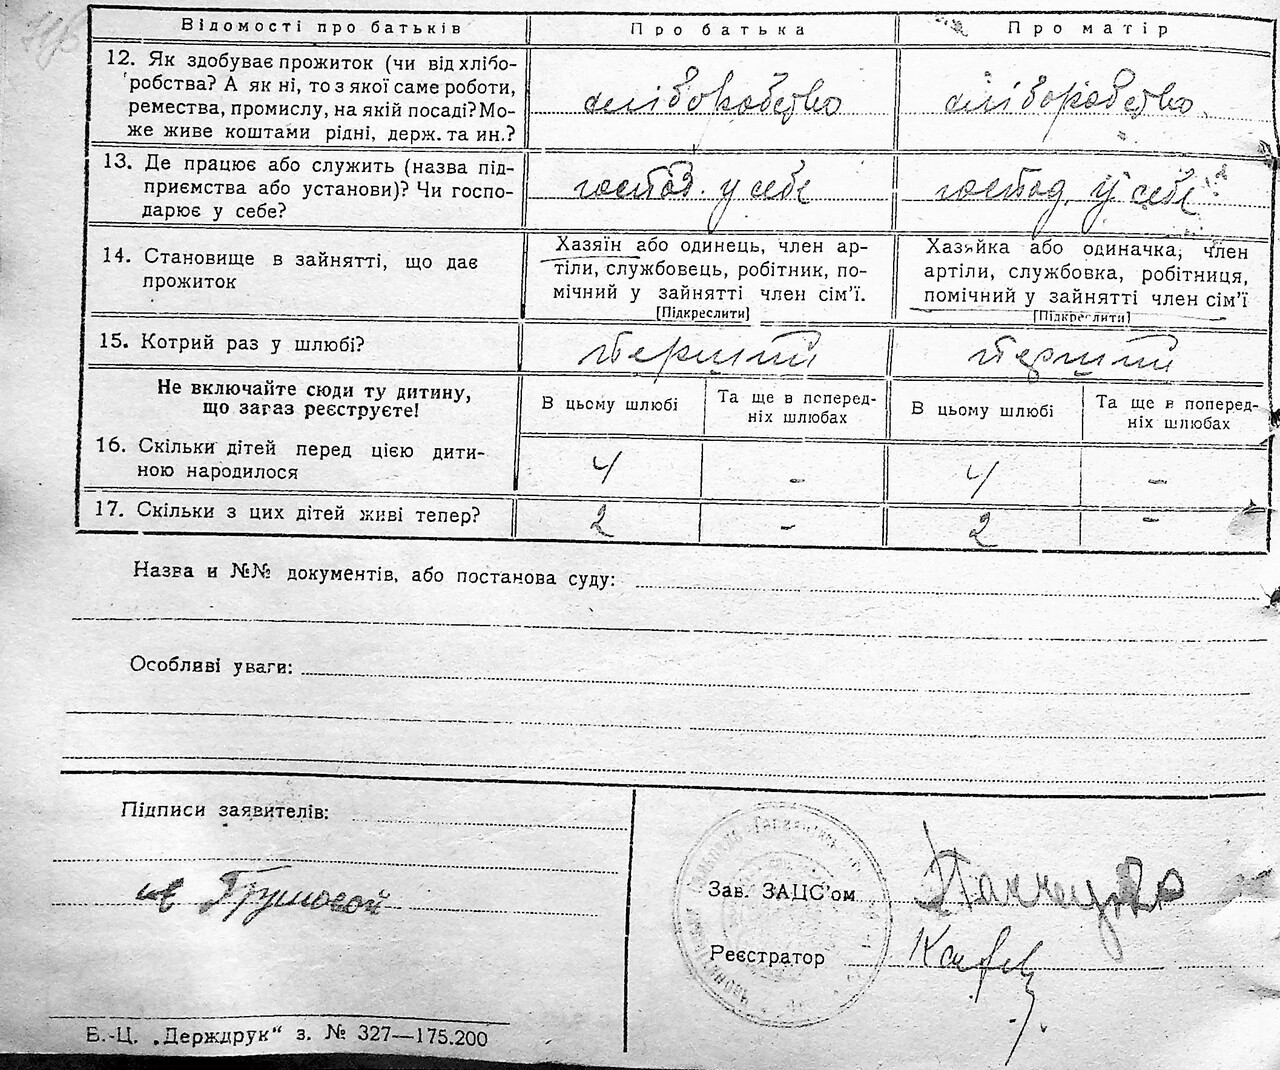 Відомості про батьків Про батька Про матір
12. Як здобуває прожиток (чи від хлібо-
робства? А як ні, то з якої саме роботи,
ремества, промислу, на якій посаді? Мо-
же живе коштами рідні, держ. та ин.?
хліборобство хліборобство
13. Де працює або служить (назва під-
приємства або установи)? Чи госпо-
дарює у себе?
господ. у себе господ. у себе
14. Становище в зайнятті, що дає
прожиток
Хазяїн або одинець, член ар-
тіли, службовець, робітник, по-
мічний у зайнятті член сім’ї.
[Підкреслити]
Хазяйка або одиначка, член
артіли, службовка, робітниця,
помічний у зайнятті член сім’ї
[Підкреслити]
15. Котрий раз у шлюбі? перший перший
Не включайте сюди ту дитину,
що зараз реєструєте!
В цьому шлюбі Та ще в поперед-
ніх шлюбах
В цьому шлюбі Та ще в поперед-
ніх шлюбах
16. Скільки дітей перед цією дити-
ною народилося
4 - 4 -
17. Скільки з цих дітей живі тепер? 2 - 2 -
Назва и №№ документів, або постанова суду:
Особливі уваги:
Підписи заявителів:
Зав. ЗАЦС’ом
Реєстратор
Б.-Ц. „Держдрук“ з. № 327—175.200